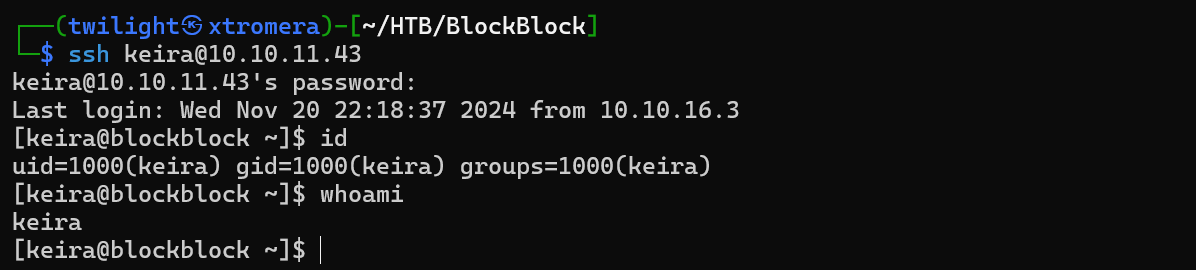 ┌──(twilight㉿xtromera)-[~/HTB/BlockBlock]
└─$ ssh keira@10.10.11.43
keira@10.10.11.43's password:
Last login: Wed Nov 20 22:18:37 2024 from 10.10.16.3
[keira@blockblock ~]$ id
uid=1000(keira) gid=1000(keira) groups=1000(keira)
[keira@blockblock ~]$ whoami
keira
[keira@blockblock ~]$